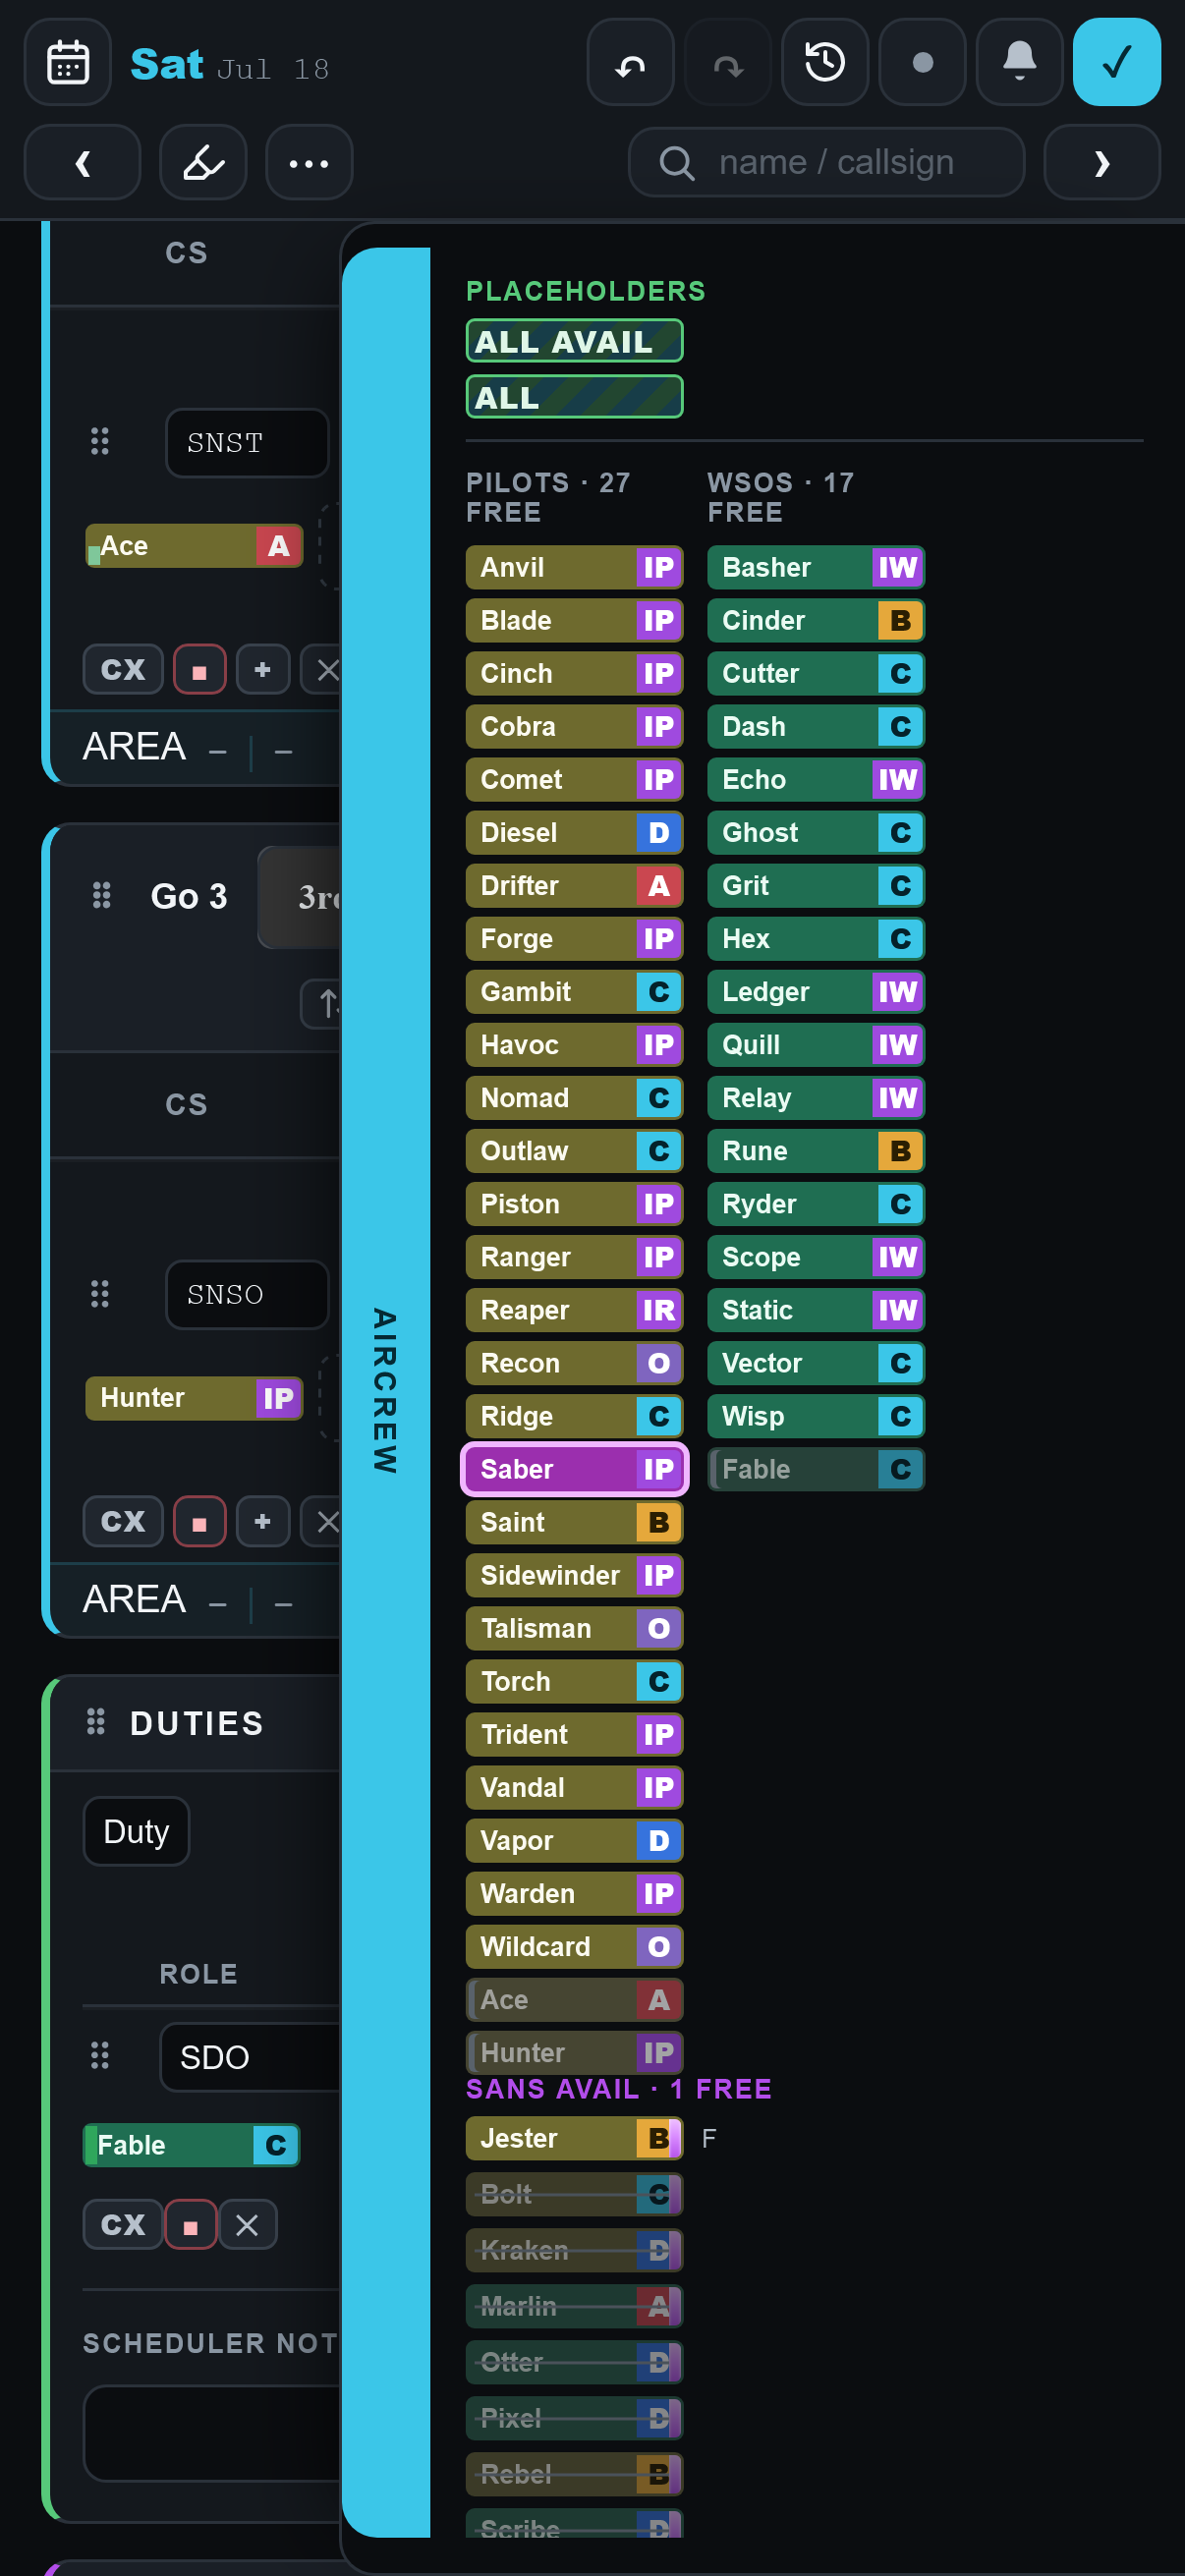 Sat Jul 18
name / callsign
CS
SNST
Ace A
CX +
AREA – | –
Go 3
CS
SNSO
Hunter IP
CX +
AREA – | –
DUTIES
Duty
ROLE
SDO
Fable C
CX
SCHEDULER NOT
AIRCREW
PLACEHOLDERS
ALL AVAIL
ALL
PILOTS · 27
FREE
Anvil IP
Blade IP
Cinch IP
Cobra IP
Comet IP
Diesel D
Drifter A
Forge IP
Gambit C
Havoc IP
Nomad C
Outlaw C
Piston IP
Ranger IP
Reaper IR
Recon O
Ridge C
Saber IP
Saint B
Sidewinder IP
Talisman O
Torch C
Trident IP
Vandal IP
Vapor D
Warden IP
Wildcard O
Ace A
Hunter IP
WSOS · 17
FREE
Basher IW
Cinder B
Cutter C
Dash C
Echo IW
Ghost C
Grit C
Hex C
Ledger IW
Quill IW
Relay IW
Rune B
Ryder C
Scope IW
Static IW
Vector C
Wisp C
Fable C
SANS AVAIL · 1 FREE
Jester B F
Bolt C
Kraken D
Marlin A
Otter D
Pixel D
Rebel B
Scribe D